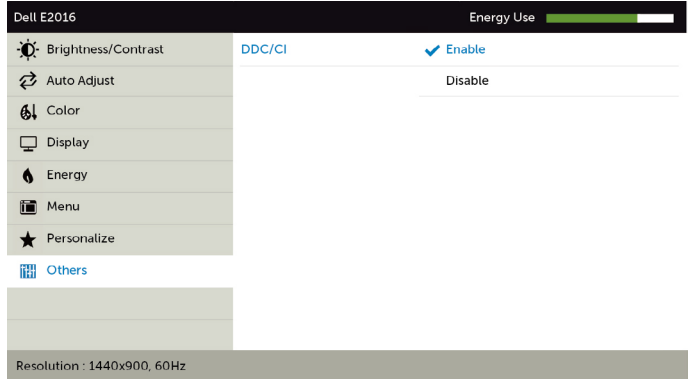 Dell E2016 Energy Use
Brightness/Contrast DDC/CI Enable
Auto Adjust Disable
Color
Display
Energy
Menu
Personalize
Others
Resolution : 1440x900, 60Hz